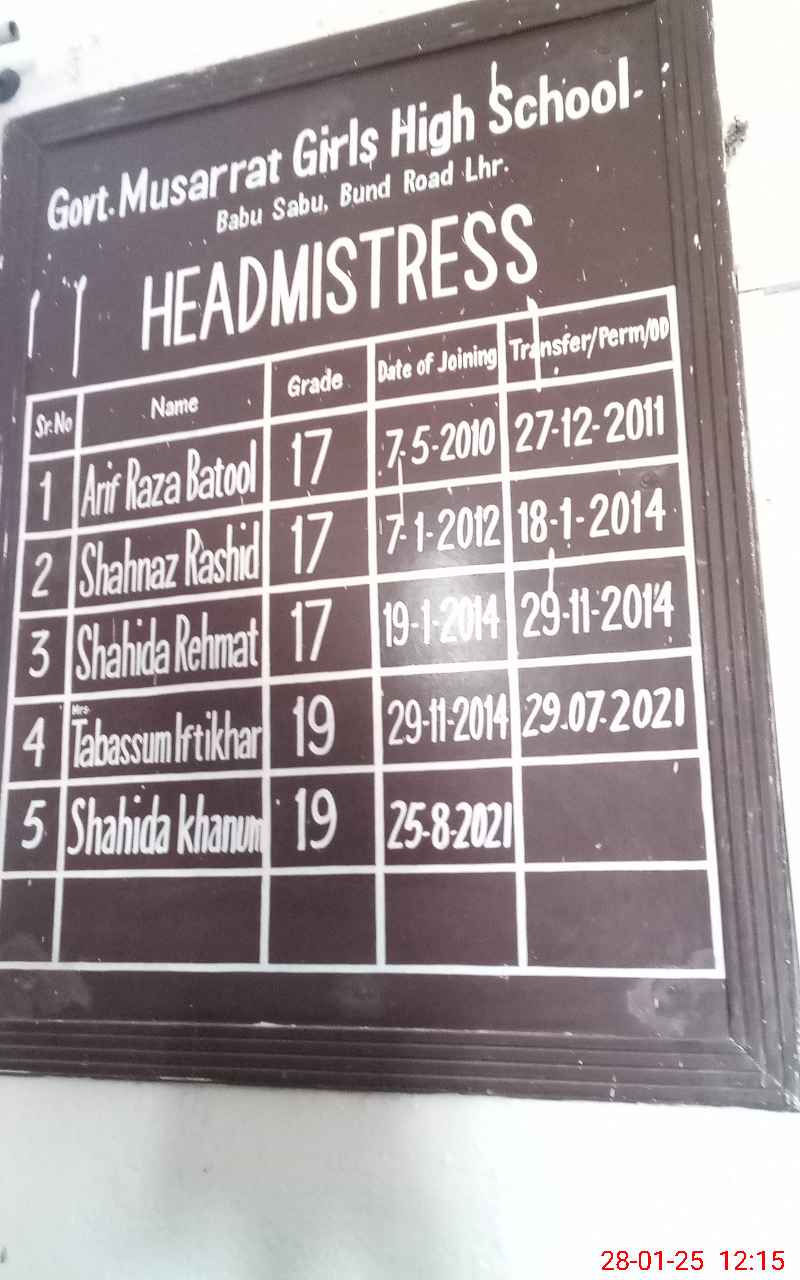 Govt. Musarrat Girls High School.
Babu Sabu, Bund Road Lhr.
HEADMISTRESS
Sr.No Name Grade Date of Joining Transfer/Perm/OD
1 Arif Raza Batool 17 7-5-2010 27-12-2011
2 Shahnaz Rashid 17 7-1-2012 18-1-2014
3 Shahida Rehmat 17 19-1-2014 29-11-2014
4 Mrs. Tabassum Iftikhar 19 29-11-2014 29.07.2021
5 Shahida khanum 19 25-8-2021
28-01-25 12:15